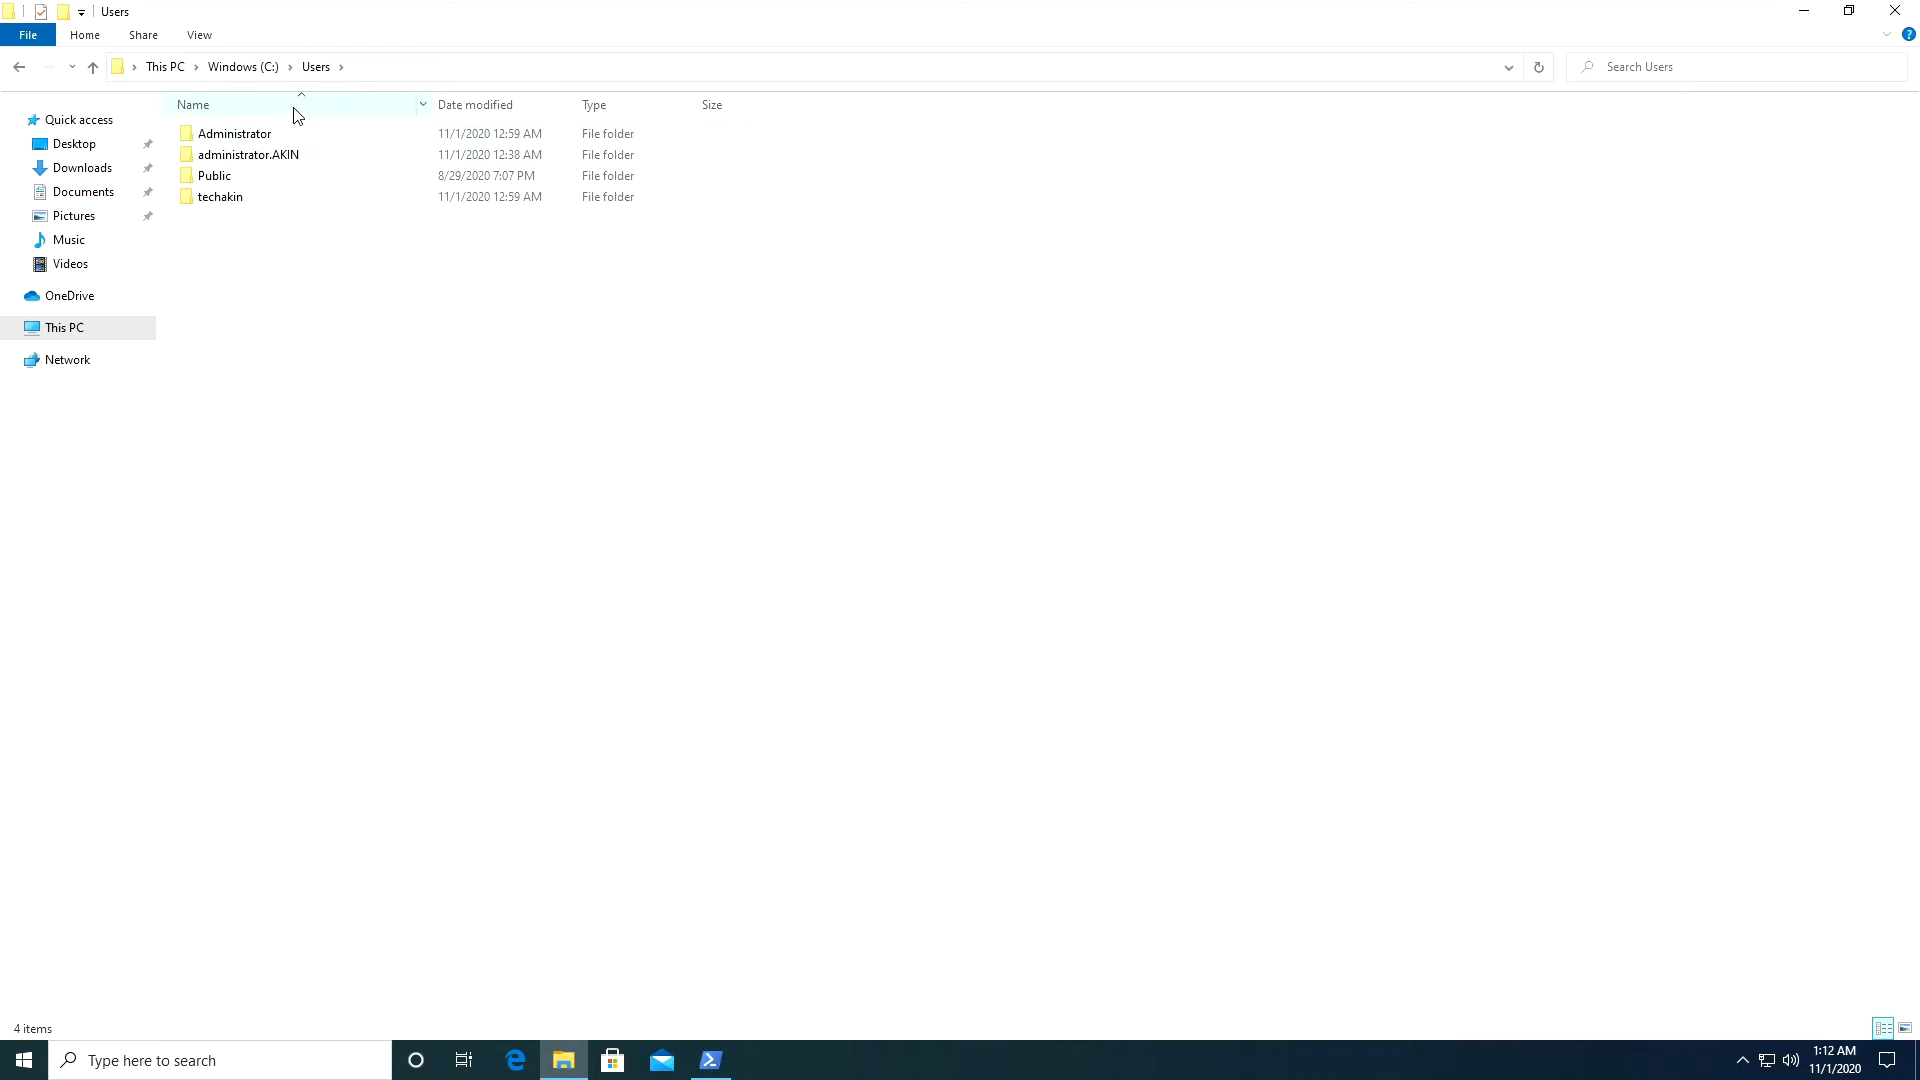 Users
File Home Share View
This PC Windows (C:) Users Search Users
Name Date modified Type Size
Quick access
Desktop
Downloads
Documents
Pictures
Music
Videos
OneDrive
This PC
Network
Administrator 11/1/2020 12:59 AM File folder
administrator.AKIN 11/1/2020 12:38 AM File folder
Public 8/29/2020 7:07 PM File folder
techakin 11/1/2020 12:59 AM File folder
4 items
Type here to search
1:12 AM
11/1/2020